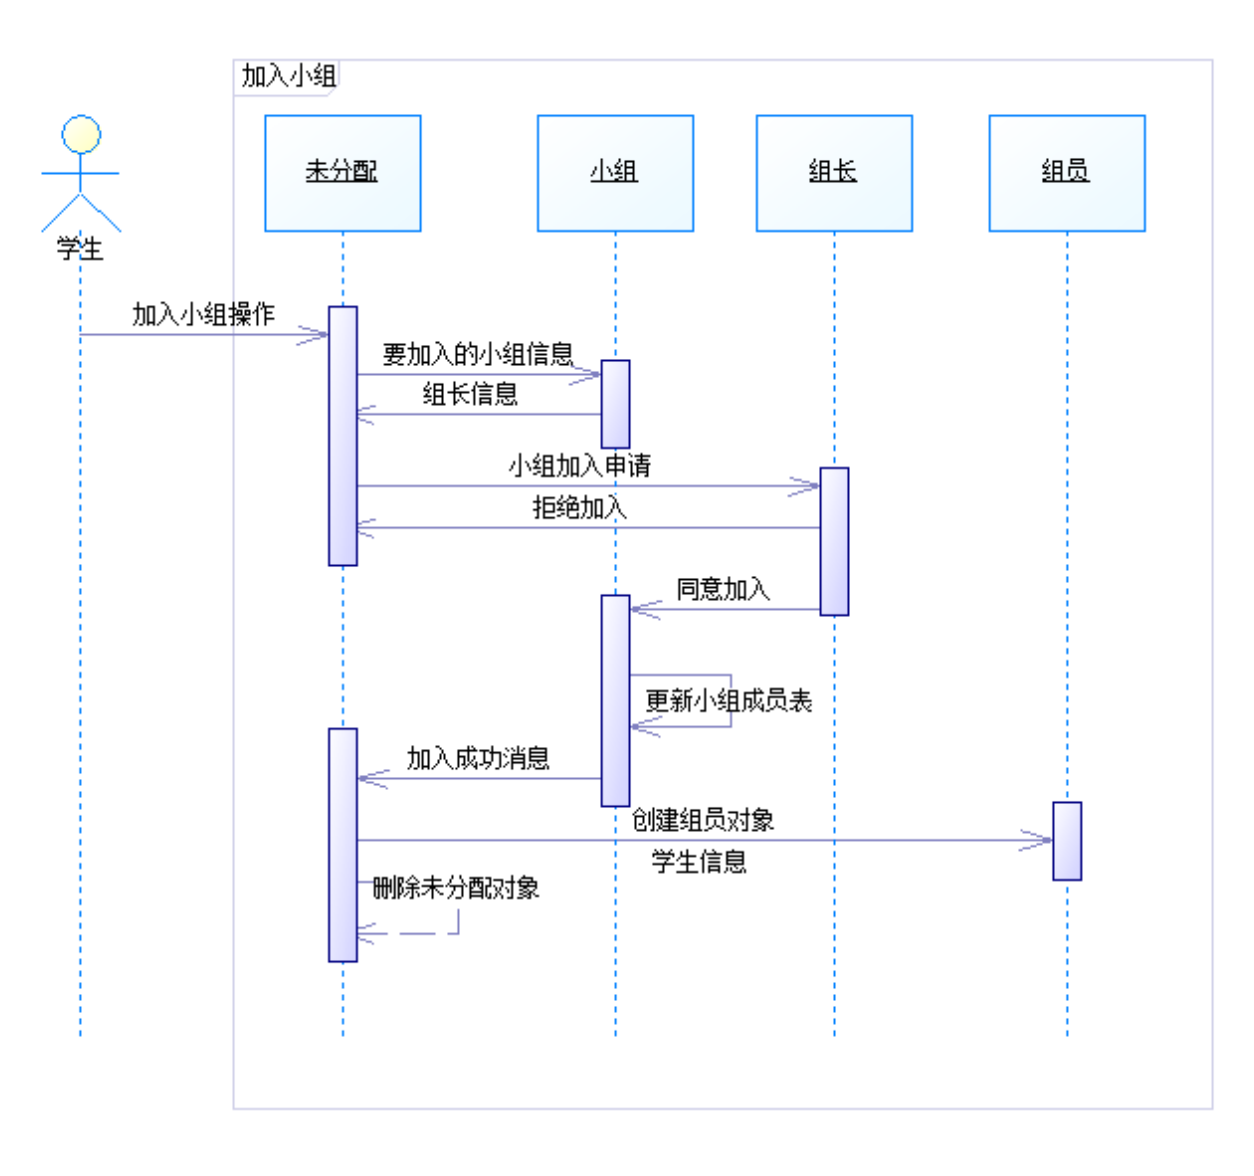 加入小组
未分配
小组
组长
组员
学生
加入小组操作
要加入的小组信息
组长信息
小组加入申请
拒绝加入
同意加入
更新小组成员表
加入成功消息
创建组员对象
学生信息
删除未分配对象